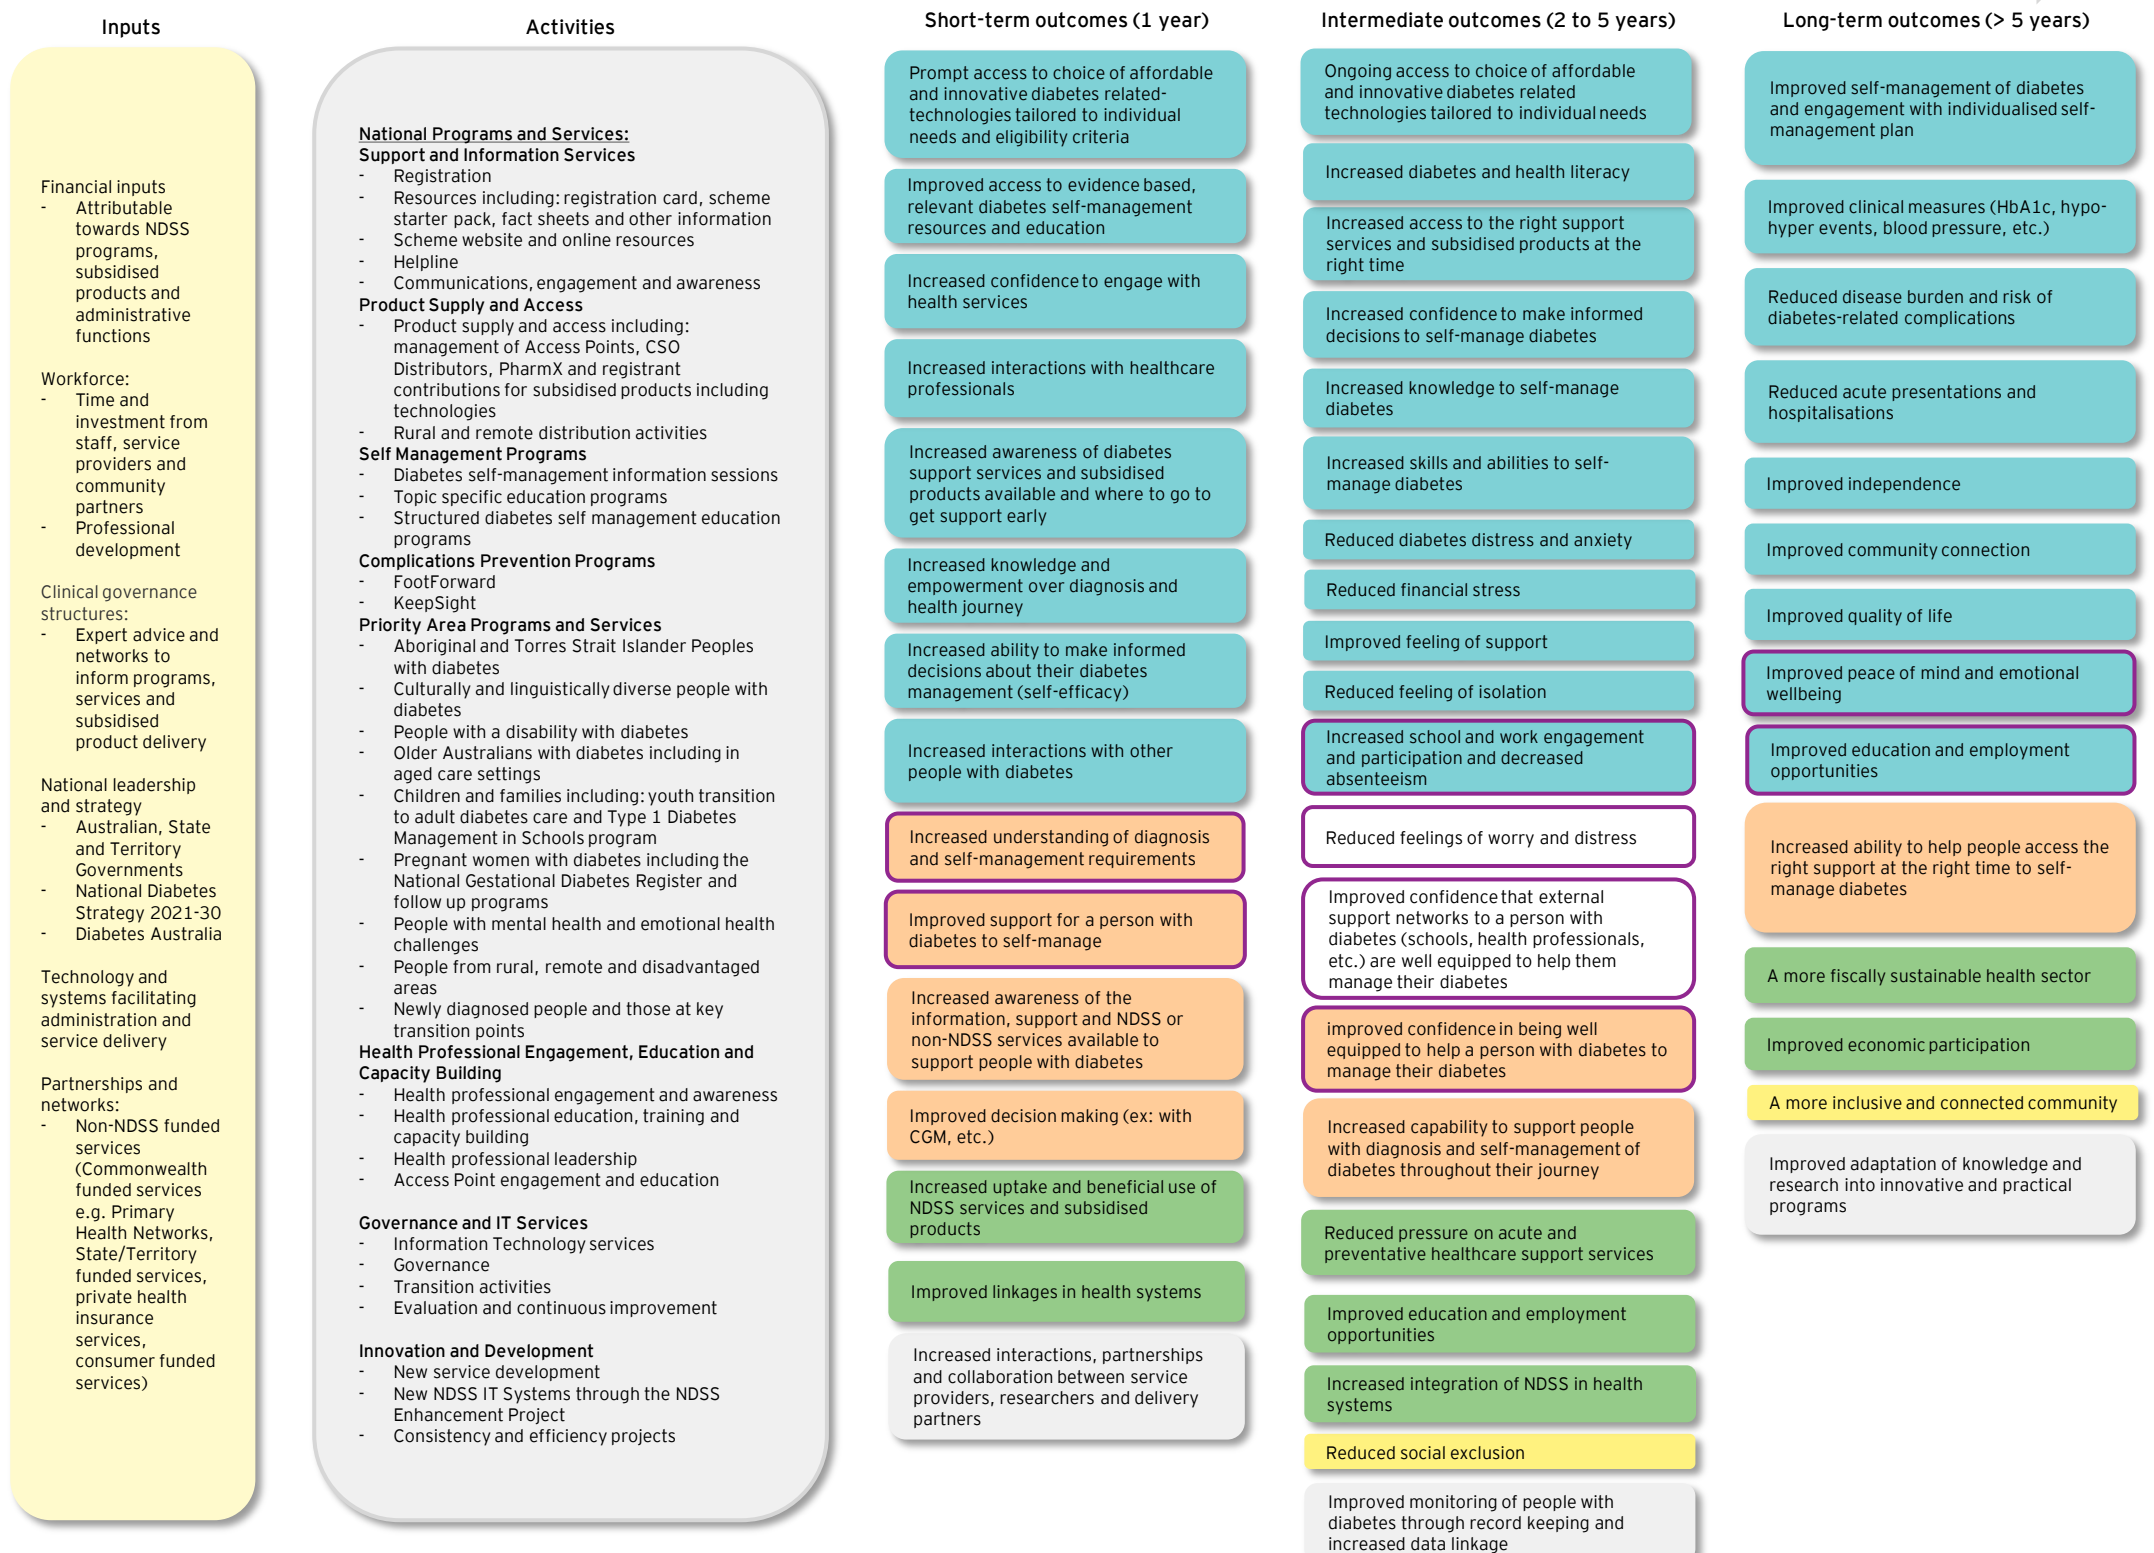 Inputs
Financial inputs
- Attributable
towards NDSS
programs,
subsidised
products and
administrative
functions
Workforce:
- Time and
investment from
staff, service
providers and
community
partners
- Professional
development
Clinical governance
structures:
- Expert advice and
networks to
inform programs,
services and
subsidised
product delivery
National leadership
and strategy
- Australian, State
and Territory
Governments
- National Diabetes
Strategy 2021-30
- Diabetes Australia
Technology and
systems facilitating
administration and
service delivery
Partnerships and
networks:
- Non-NDSS funded
services
(Commonwealth
funded services
e.g. Primary
Health Networks,
State/Territory
funded services,
private health
insurance
services,
consumer funded
services)
Activities
National Programs and Services:
Support and Information Services
- Registration
- Resources including: registration card, scheme
starter pack, fact sheets and other information
- Scheme website and online resources
- Helpline
- Communications, engagement and awareness
Product Supply and Access
- Product supply and access including:
management of Access Points, CSO
Distributors, PharmX and registrant
contributions for subsidised products including
technologies
- Rural and remote distribution activities
Self Management Programs
- Diabetes self-management information sessions
- Topic specific education programs
- Structured diabetes self management education
programs
Complications Prevention Programs
- FootForward
- KeepSight
Priority Area Programs and Services
- Aboriginal and Torres Strait Islander Peoples
with diabetes
- Culturally and linguistically diverse people with
diabetes
- People with a disability with diabetes
- Older Australians with diabetes including in
aged care settings
- Children and families including: youth transition
to adult diabetes care and Type 1 Diabetes
Management in Schools program
- Pregnant women with diabetes including the
National Gestational Diabetes Register and
follow up programs
- People with mental health and emotional health
challenges
- People from rural, remote and disadvantaged
areas
- Newly diagnosed people and those at key
transition points
Health Professional Engagement, Education and
Capacity Building
- Health professional engagement and awareness
- Health professional education, training and
capacity building
- Health professional leadership
- Access Point engagement and education
Governance and IT Services
- Information Technology services
- Governance
- Transition activities
- Evaluation and continuous improvement
Innovation and Development
- New service development
- New NDSS IT Systems through the NDSS
Enhancement Project
- Consistency and efficiency projects
Short-term outcomes (1 year)
Prompt access to choice of affordable
and innovative diabetes related-
technologies tailored to individual
needs and eligibility criteria
Improved access to evidence based,
relevant diabetes self-management
resources and education
Increased confidence to engage with
health services
Increased interactions with healthcare
professionals
Increased awareness of diabetes
support services and subsidised
products available and where to go to
get support early
Increased knowledge and
empowerment over diagnosis and
health journey
Increased ability to make informed
decisions about their diabetes
management (self-efficacy)
Increased interactions with other
people with diabetes
Increased understanding of diagnosis
and self-management requirements
Improved support for a person with
diabetes to self-manage
Increased awareness of the
information, support and NDSS or
non-NDSS services available to
support people with diabetes
Improved decision making (ex: with
CGM, etc.)
Increased uptake and beneficial use of
NDSS services and subsidised
products
Improved linkages in health systems
Increased interactions, partnerships
and collaboration between service
providers, researchers and delivery
partners
Intermediate outcomes (2 to 5 years)
Ongoing access to choice of affordable
and innovative diabetes related
technologies tailored to individual needs
Increased diabetes and health literacy
Increased access to the right support
services and subsidised products at the
right time
Increased confidence to make informed
decisions to self-manage diabetes
Increased knowledge to self-manage
diabetes
Increased skills and abilities to self-
manage diabetes
Reduced diabetes distress and anxiety
Reduced financial stress
Improved feeling of support
Reduced feeling of isolation
Increased school and work engagement
and participation and decreased
absenteeism
Reduced feelings of worry and distress
Improved confidence that external
support networks to a person with
diabetes (schools, health professionals,
etc.) are well equipped to help them
manage their diabetes
improved confidence in being well
equipped to help a person with diabetes to
manage their diabetes
Increased capability to support people
with diagnosis and self-management of
diabetes throughout their journey
Reduced pressure on acute and
preventative healthcare support services
Improved education and employment
opportunities
Increased integration of NDSS in health
systems
Reduced social exclusion
Improved monitoring of people with
diabetes through record keeping and
increased data linkage
Long-term outcomes (> 5 years)
Improved self-management of diabetes
and engagement with individualised self-
management plan
Improved clinical measures (HbA1c, hypo-
hyper events, blood pressure, etc.)
Reduced disease burden and risk of
diabetes-related complications
Reduced acute presentations and
hospitalisations
Improved independence
Improved community connection
Improved quality of life
Improved peace of mind and emotional
wellbeing
Improved education and employment
opportunities
Increased ability to help people access the
right support at the right time to self-
manage diabetes
A more fiscally sustainable health sector
Improved economic participation
A more inclusive and connected community
Improved adaptation of knowledge and
research into innovative and practical
programs